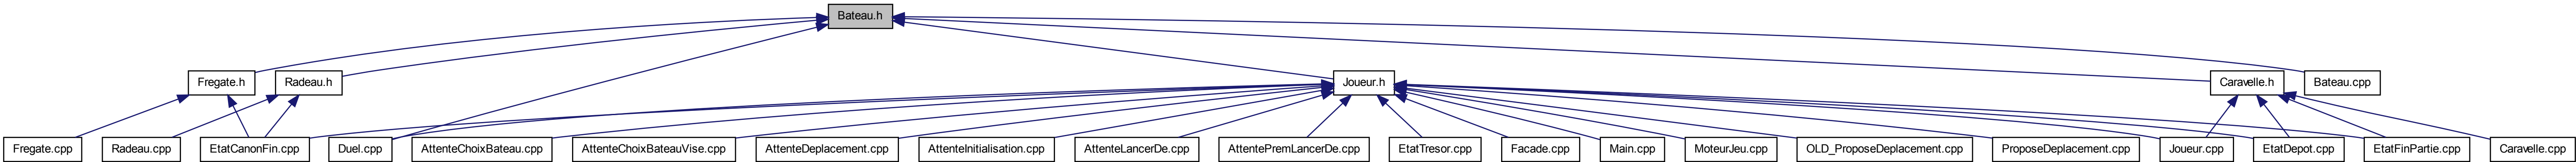 Bateau.h
Fregate.h
Radeau.h
Joueur.h
Caravelle.h
Bateau.cpp
Fregate.cpp
Radeau.cpp
EtatCanonFin.cpp
Duel.cpp
AttenteChoixBateau.cpp
AttenteChoixBateauVise.cpp
AttenteDeplacement.cpp
AttenteInitialisation.cpp
AttenteLancerDe.cpp
AttentePremLancerDe.cpp
EtatTresor.cpp
Facade.cpp
Main.cpp
MoteurJeu.cpp
OLD_ProposeDeplacement.cpp
ProposeDeplacement.cpp
Joueur.cpp
EtatDepot.cpp
EtatFinPartie.cpp
Caravelle.cpp